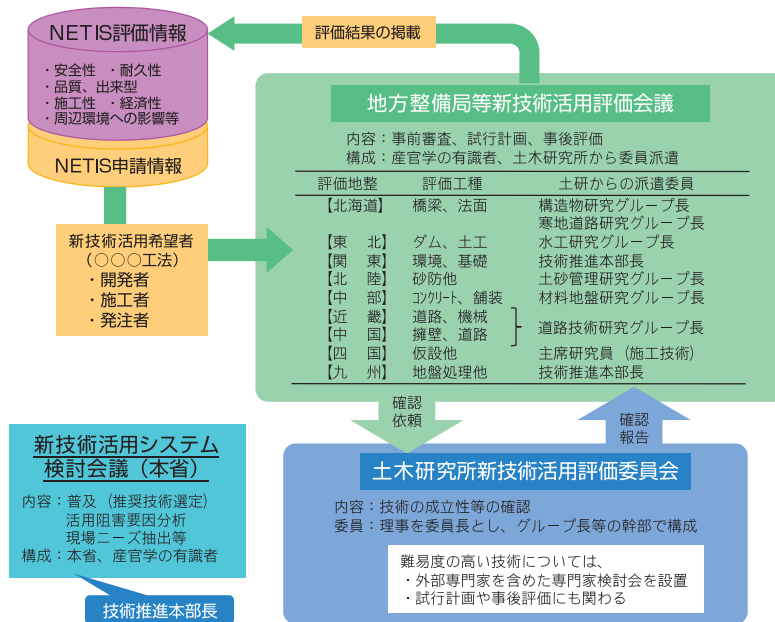 NETIS評価情報
・安全性 ・耐久性
・品質、出来型
・施工性 ・経済性
・周辺環境への影響等
NETIS申請情報
評価結果の掲載
新技術活用希望者
（○○○工法）
・開発者
・施工者
・発注者
地方整備局等新技術活用評価会議
内容：事前審査、試行計画、事後評価
構成：産官学の有識者、土木研究所から委員派遣
評価地整 評価工種 土研からの派遣委員
【北海道】 橋梁、法面 構造物研究グループ長
寒地道路研究グループ長
【東 北】 ダム、土工 水工研究グループ長
【関 東】 環境、基礎 技術推進本部長
【北 陸】 砂防他 土砂管理研究グループ長
【中 部】 コンクリート、舗装 材料地盤研究グループ長
【近 畿】 道路、機械
【中 国】 擁壁、道路 道路技術研究グループ長
【四 国】 仮設他 主席研究員（施工技術）
【九 州】 地盤処理他 技術推進本部長
確認
依頼
確認
報告
新技術活用システム
検討会議（本省）
内容：普及（推奨技術選定）
活用阻害要因分析
現場ニーズ抽出等
構成：本省、産官学の有識者
技術推進本部長
土木研究所新技術活用評価委員会
内容：技術の成立性等の確認
委員：理事を委員長とし、グループ長等の幹部で構成
難易度の高い技術については、
・外部専門家を含めた専門家検討会を設置
・試行計画や事後評価にも関わる